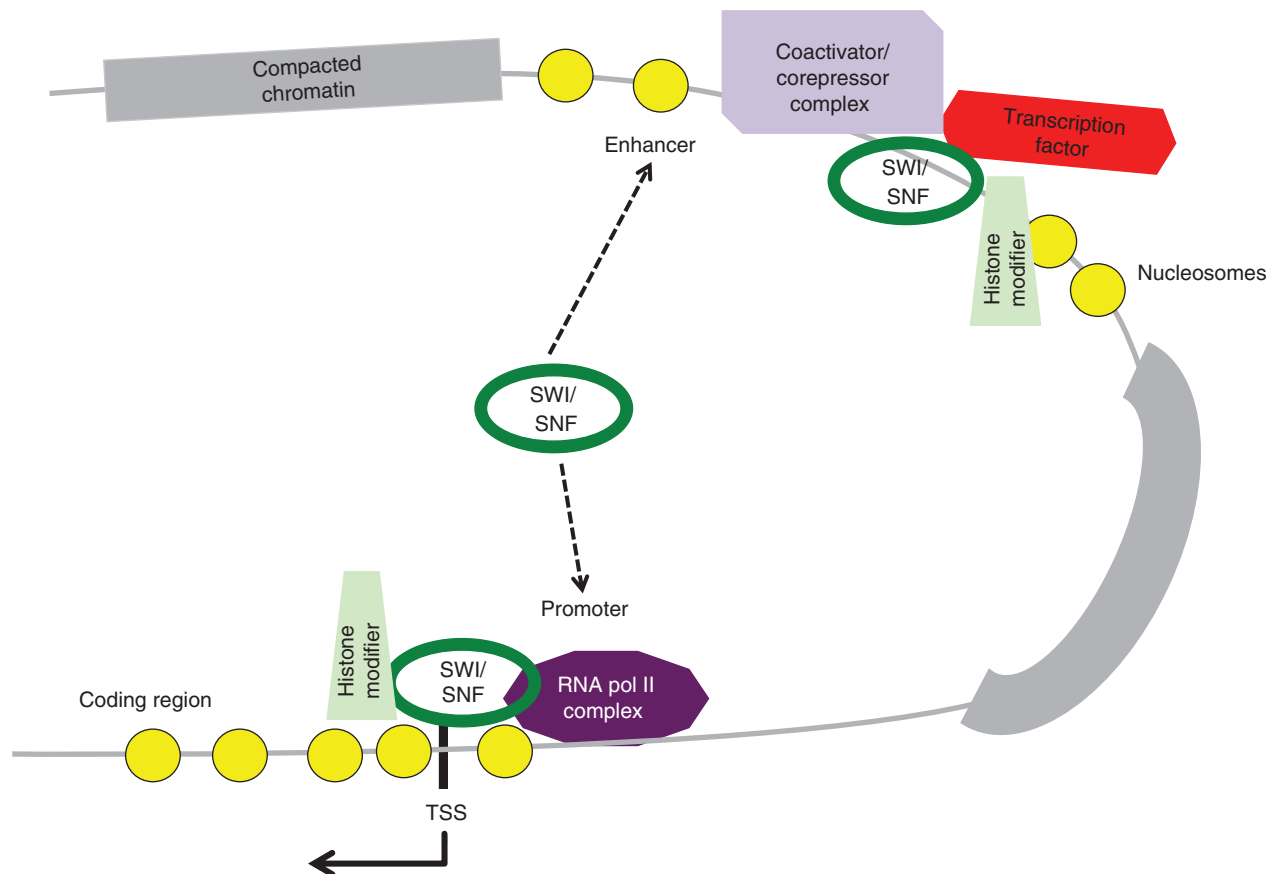 Compacted
chromatin
Coactivator/
corepressor
complex
Transcription
factor
Enhancer
SWI/
SNF
Histone
modifier
Nucleosomes
SWI/
SNF
Promoter
Histone
modifier
SWI/
SNF
RNA pol II
complex
Coding region
TSS